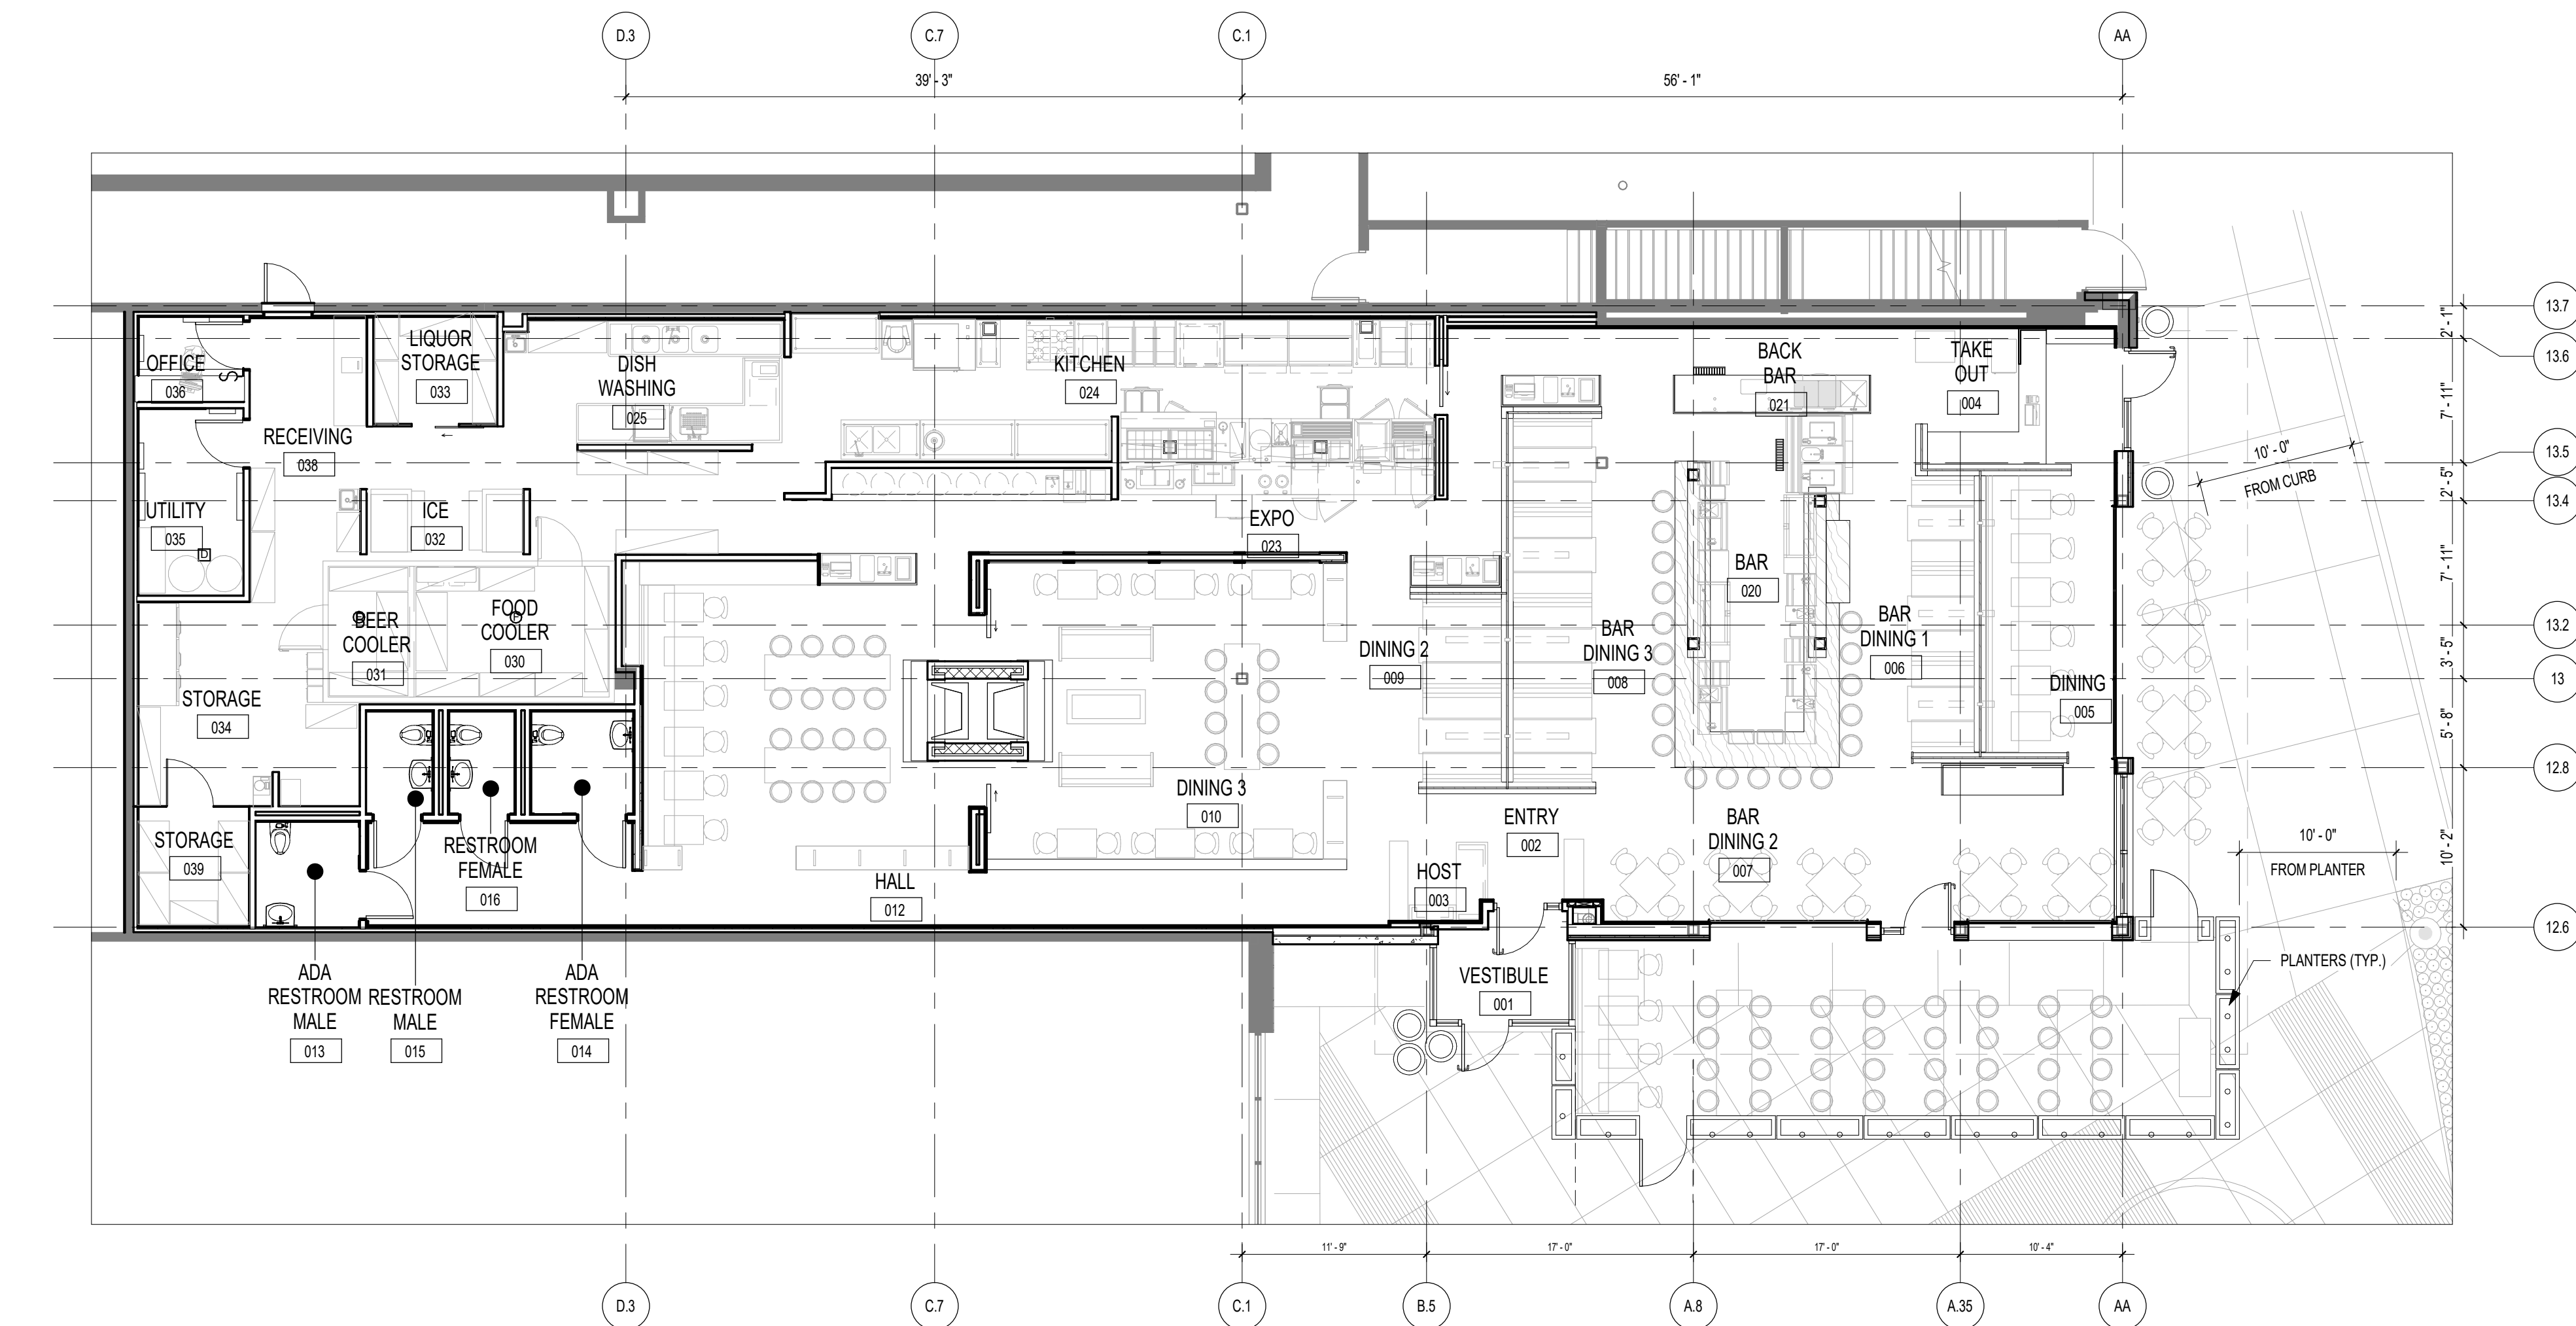 D.3
C.7
C.1
AA
39' - 3"
56' - 1"
OFFICE
036
S
LIQUOR
STORAGE
033
DISH
WASHING
025
KITCHEN
024
BACK
BAR
021
TAKE
OUT
004
RECEIVING
038
UTILITY
035
D
ICE
032
EXPO
023
BAR
020
BEER
COOLER
031
FOOD
COOLER
030
STORAGE
034
DINING 2
009
BAR
DINING 3
008
BAR
DINING 1
006
DINING
005
DINING 3
010
ENTRY
002
BAR
DINING 2
007
STORAGE
039
RESTROOM
FEMALE
016
HALL
012
HOST
003
VESTIBULE
001
ADA
RESTROOM
MALE
013
RESTROOM
MALE
015
ADA
RESTROOM
FEMALE
014
10' - 0"
FROM CURB
10' - 0"
FROM PLANTER
PLANTERS (TYP.)
2' - 1"
7' - 11"
2' - 5"
7' - 11"
3' - 5"
5' - 8"
10' - 2"
13.7
13.6
13.5
13.4
13.2
13
12.8
12.6
11' - 9"
17' - 0"
17' - 0"
10' - 4"
D.3
C.7
C.1
B.5
A.8
A.35
AA